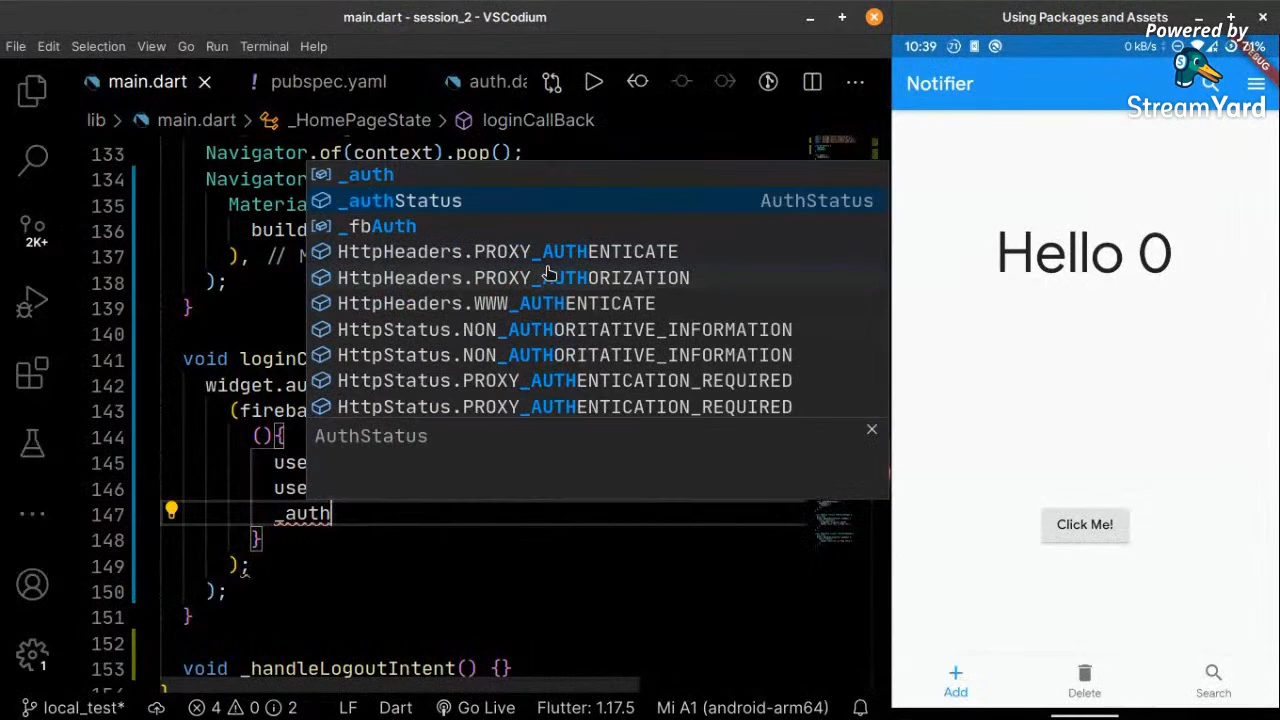 main.dart - session_2 - VSCodium
File Edit Selection View Go Run Terminal Help
main.dart
! pubspec.yaml
auth.da
lib > main.dart > _HomePageState > loginCallBack
133 Navigator.of(context).pop();
134 Navigator
135 Materia
136 build
137 ), //
138 );
139 }
140
141 void loginC
142 widget.au
143 (fireba
144 (){
145 use
146 use
147 _auth
148 }
149 );
150 );
151 }
152
153 void _handleLogoutIntent() {}
_auth
_authStatus AuthStatus
_fbAuth
HttpHeaders.PROXY_AUTHENTICATE
HttpHeaders.PROXY_AUTHORIZATION
HttpHeaders.WWW_AUTHENTICATE
HttpStatus.NON_AUTHORITATIVE_INFORMATION
HttpStatus.NON_AUTHORITATIVE_INFORMATION
HttpStatus.PROXY_AUTHENTICATION_REQUIRED
HttpStatus.PROXY_AUTHENTICATION_REQUIRED
AuthStatus
2K+
1
local_test* 4 0 2 LF Dart Go Live Flutter: 1.17.5 Mi A1 (android-arm64)
Using Packages and Assets
Powered by
StreamYard
10:39 71 0 kB/s 71%
DEBUG
Notifier
Hello 0
Click Me!
Add Delete Search